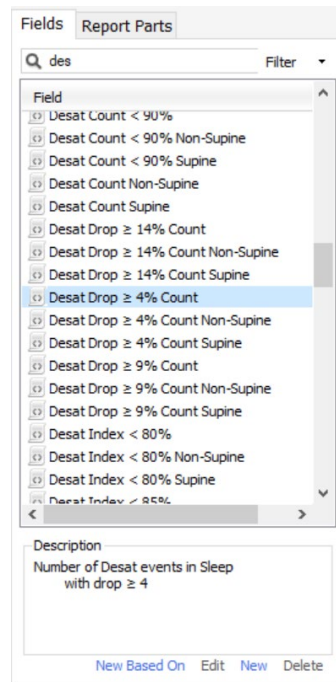 Fields Report Parts
des Filter
Field
Desat Count < 90%
Desat Count < 90% Non-Supine
Desat Count < 90% Supine
Desat Count Non-Supine
Desat Count Supine
Desat Drop ≥ 14% Count
Desat Drop ≥ 14% Count Non-Supine
Desat Drop ≥ 14% Count Supine
Desat Drop ≥ 4% Count
Desat Drop ≥ 4% Count Non-Supine
Desat Drop ≥ 4% Count Supine
Desat Drop ≥ 9% Count
Desat Drop ≥ 9% Count Non-Supine
Desat Drop ≥ 9% Count Supine
Desat Index < 80%
Desat Index < 80% Non-Supine
Desat Index < 80% Supine
Desat Index < 85%
Description
Number of Desat events in Sleep
with drop ≥ 4
New Based On Edit New Delete